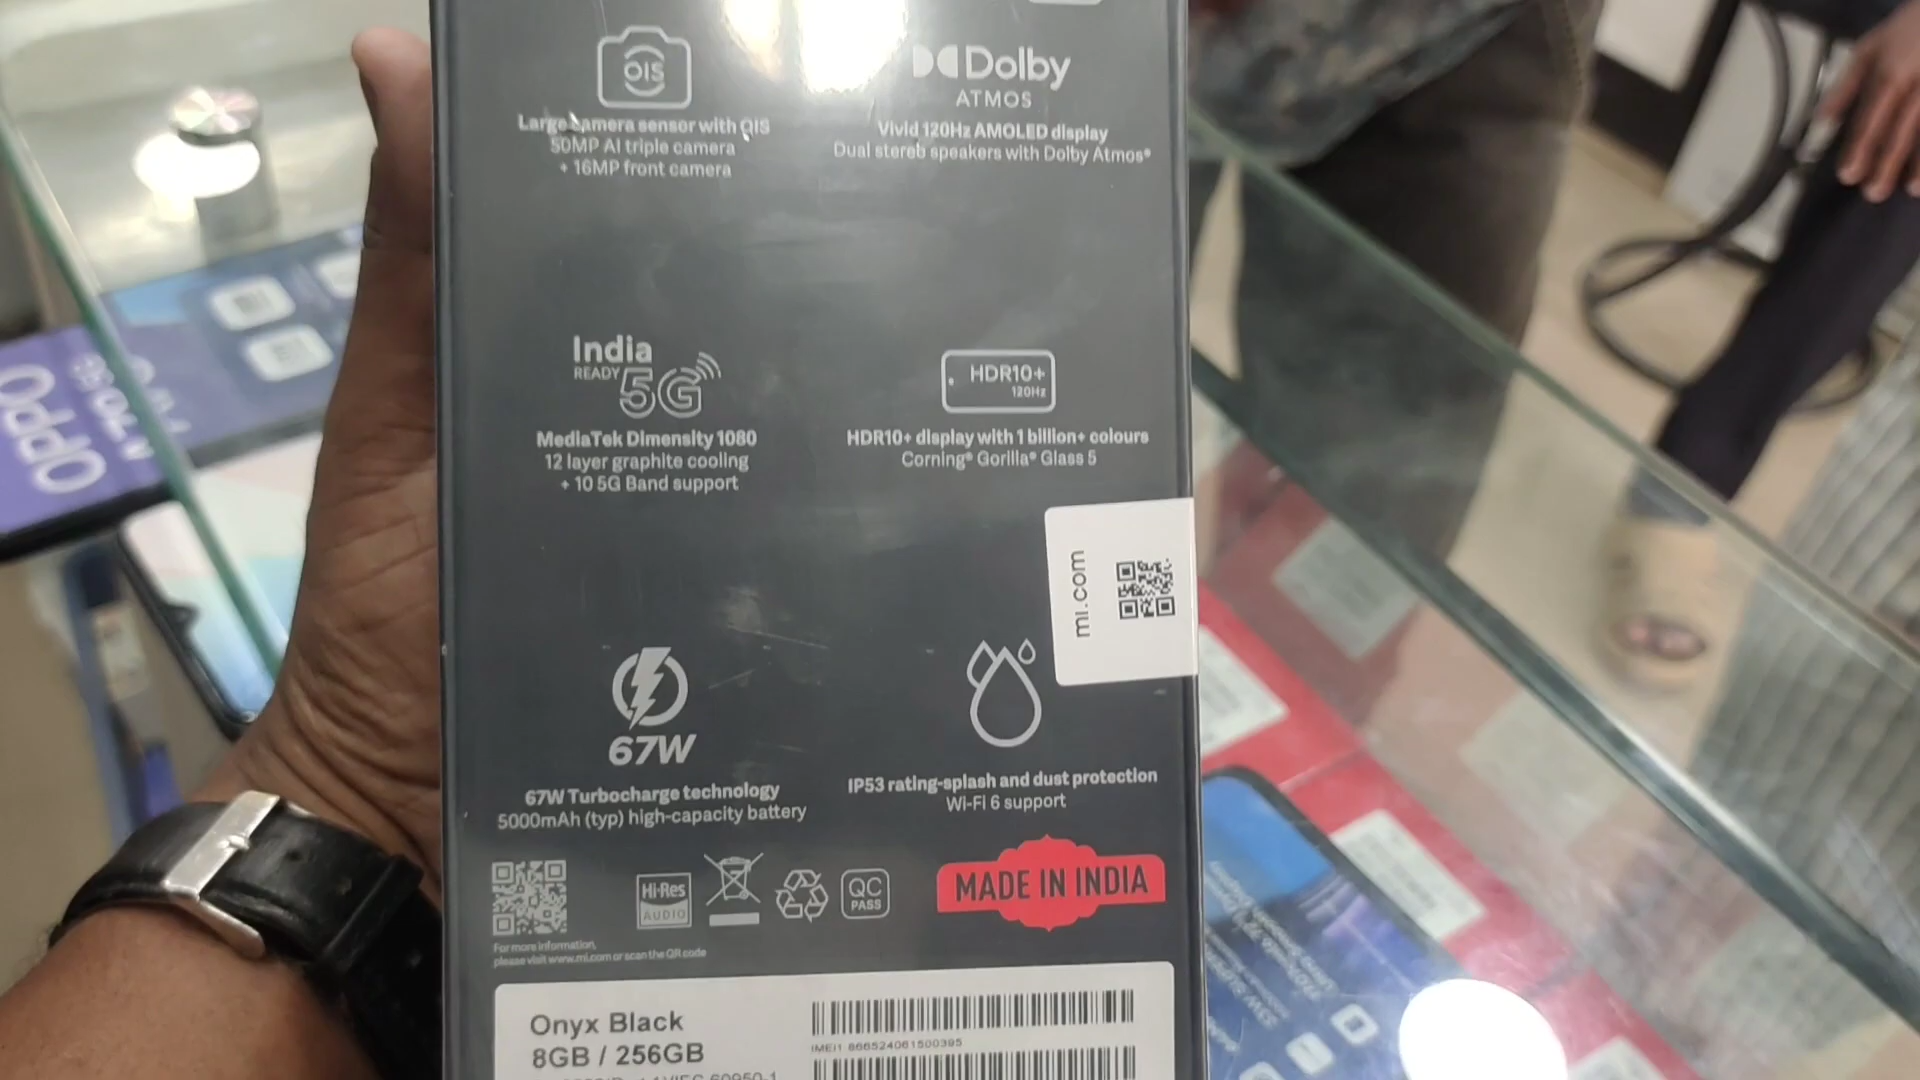 OIS
Large camera sensor with OIS
50MP AI triple camera
+ 16MP front camera
Dolby
ATMOS
Vivid 120Hz AMOLED display
Dual stereo speakers with Dolby Atmos®
India
READY 5G
MediaTek Dimensity 1080
12 layer graphite cooling
+ 10 5G Band support
HDR10+
120Hz
HDR10+ display with 1 billion+ colours
Corning® Gorilla® Glass 5
mi.com
67W
67W Turbocharge technology
5000mAh (typ) high-capacity battery
IP53 rating-splash and dust protection
Wi-Fi 6 support
Hi-Res
AUDIO
QC
PASS
MADE IN INDIA
For more information,
please visit www.mi.com or scan the QR code
Onyx Black
8GB / 256GB
IMEI1: 866524061500395
oppo